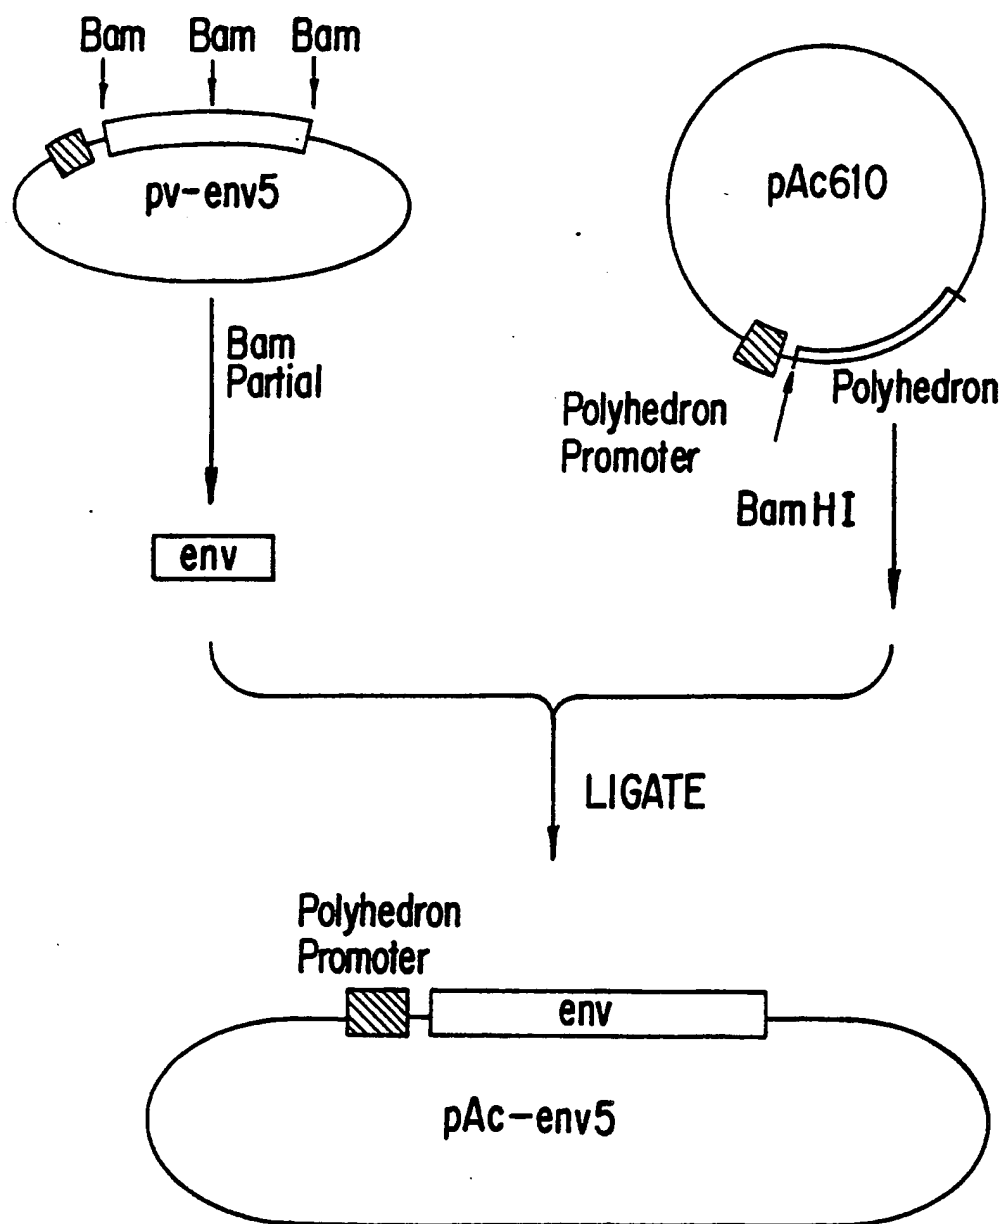 Bam Bam Bam
pv-env5
pAc610
Bam
Partial
Polyhedron
Promoter
Polyhedron
BamHI
env
LIGATE
Polyhedron
Promoter
env
pAc-env5